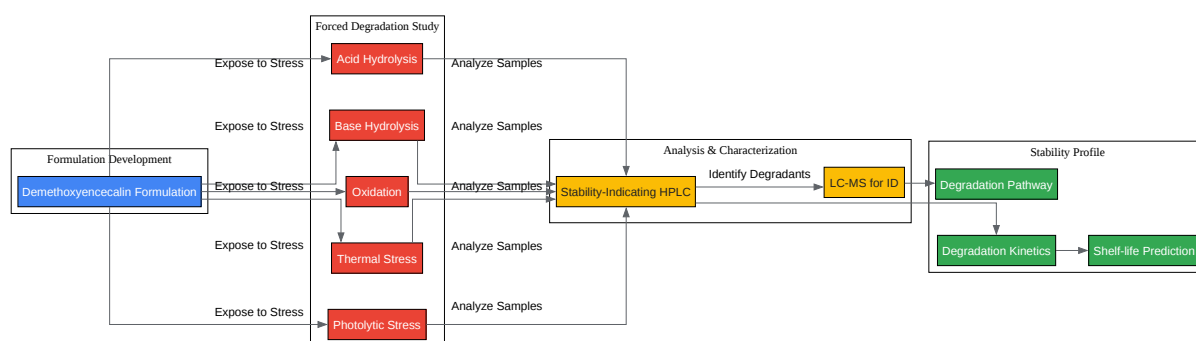 Forced Degradation Study
Expose to Stress
Acid Hydrolysis
Analyze Samples
Expose to Stress
Base Hydrolysis
Analyze Samples
Formulation Development
Analysis & Characterization
Stability Profile
Demethoxyencecalin Formulation
Expose to Stress
Oxidation
Analyze Samples
Stability-Indicating HPLC
Identify Degradants
LC-MS for ID
Degradation Pathway
Expose to Stress
Thermal Stress
Analyze Samples
Degradation Kinetics
Shelf-life Prediction
Expose to Stress
Photolytic Stress
Analyze Samples